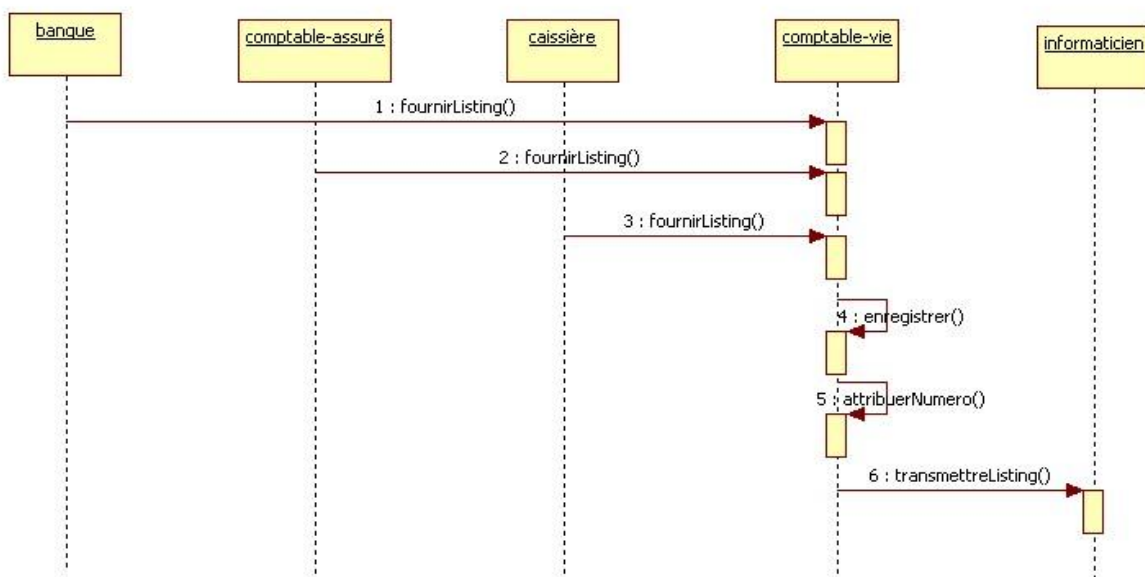 banque
comptable-assuré
caissière
comptable-vie
informaticien
1 : fournirListing()
2 : fournirListing()
3 : fournirListing()
4 : enregistrer()
5 : attribuerNumero()
6 : transmettreListing()